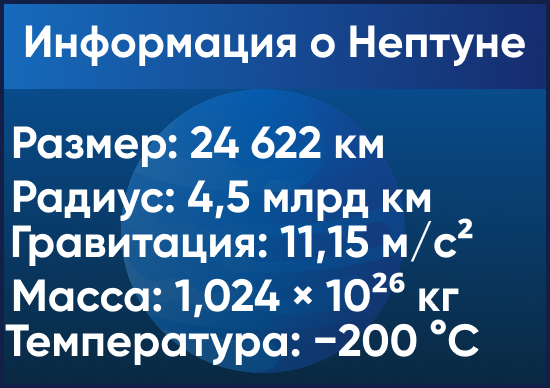 Информация о Нептуне
Размер: 24 622 км
Радиус: 4,5 млрд км
Гравитация: 11,15 м/с²
Масса: 1,024 × 10²⁶ кг
Температура: −200 °C